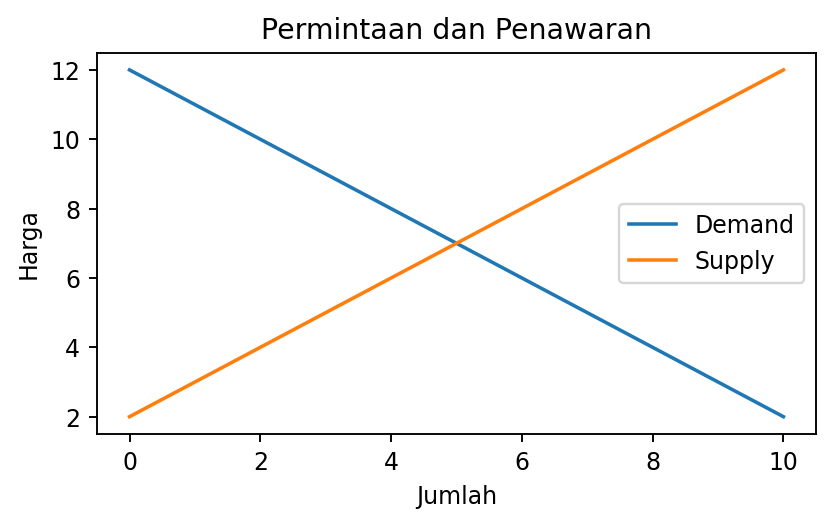 Permintaan dan Penawaran
12
10
8
6
4
2
Harga
Demand
Supply
0 2 4 6 8 10
Jumlah